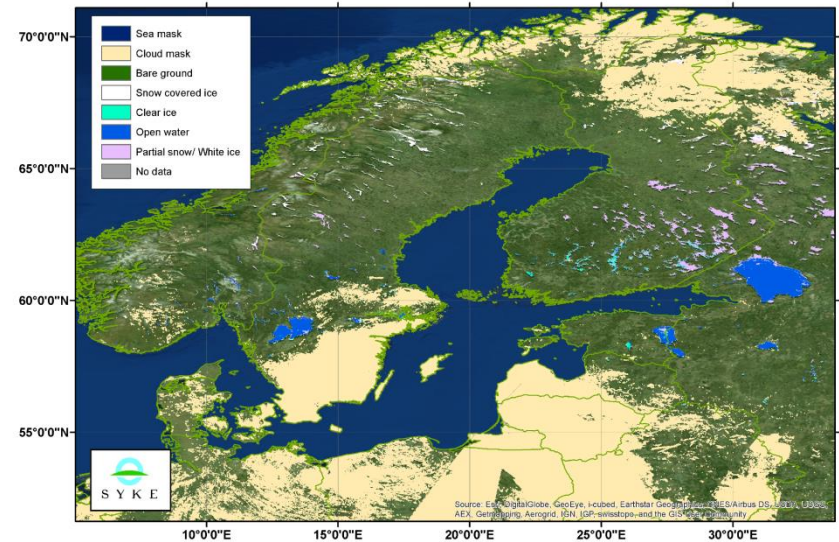 70°0'0"N
65°0'0"N
60°0'0"N
55°0'0"N
Sea mask
Cloud mask
Bare ground
Snow covered ice
Clear ice
Open water
Partial snow/ White ice
No data
SYKE
Source: Esri, DigitalGlobe, GeoEye, i-cubed, Earthstar Geographics, CNES/Airbus DS, USDA, USGS,
AEX, Getmapping, Aerogrid, IGN, IGP, swisstopo, and the GIS User Community
10°0'0"E
15°0'0"E
20°0'0"E
25°0'0"E
30°0'0"E